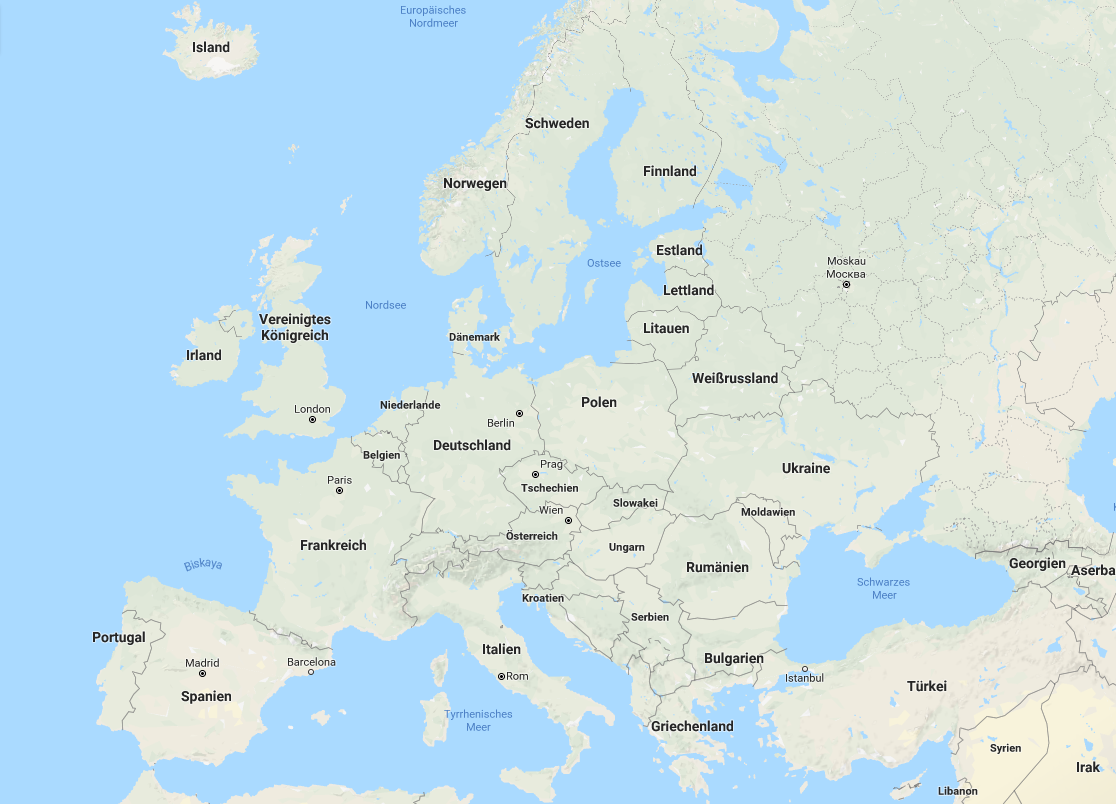 Europäisches
Nordmeer
Island
Schweden
Finnland
Norwegen
Estland
Ostsee
Moskau
Москва
Lettland
Nordsee
Vereinigtes
Königreich
Litauen
Dänemark
Irland
Weißrussland
Niederlande
Polen
London
Berlin
Deutschland
Belgien
Prag
Ukraine
Paris
Tschechien
Slowakei
Wien
Moldawien
Österreich
Frankreich
Ungarn
Biskaya
Rumänien
Georgien
Aserba
Schwarzes
Meer
Kroatien
Serbien
Portugal
Italien
Bulgarien
Madrid
Barcelona
Rom
Istanbul
Spanien
Türkei
Tyrrhenisches
Meer
Griechenland
Syrien
Irak
Libanon